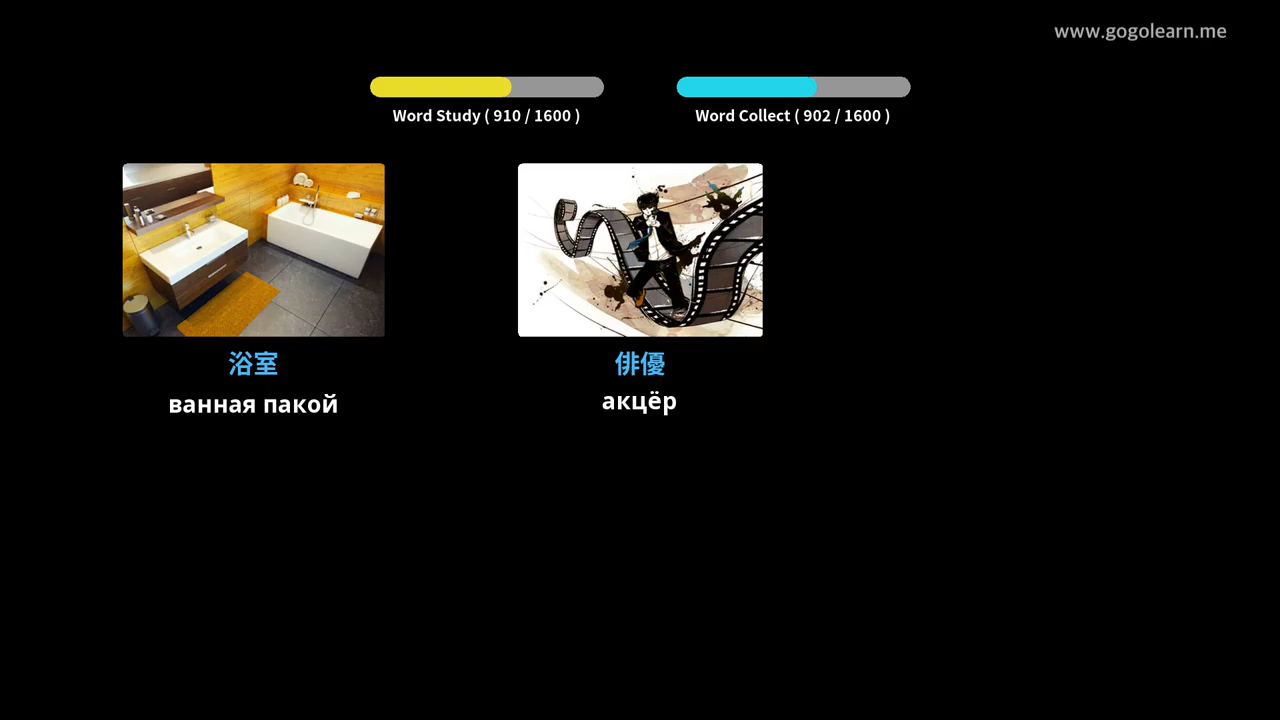 www.gogolearn.me
Word Study ( 910 / 1600 )
Word Collect ( 902 / 1600 )
浴室
俳優
ванная пакой
акцёр